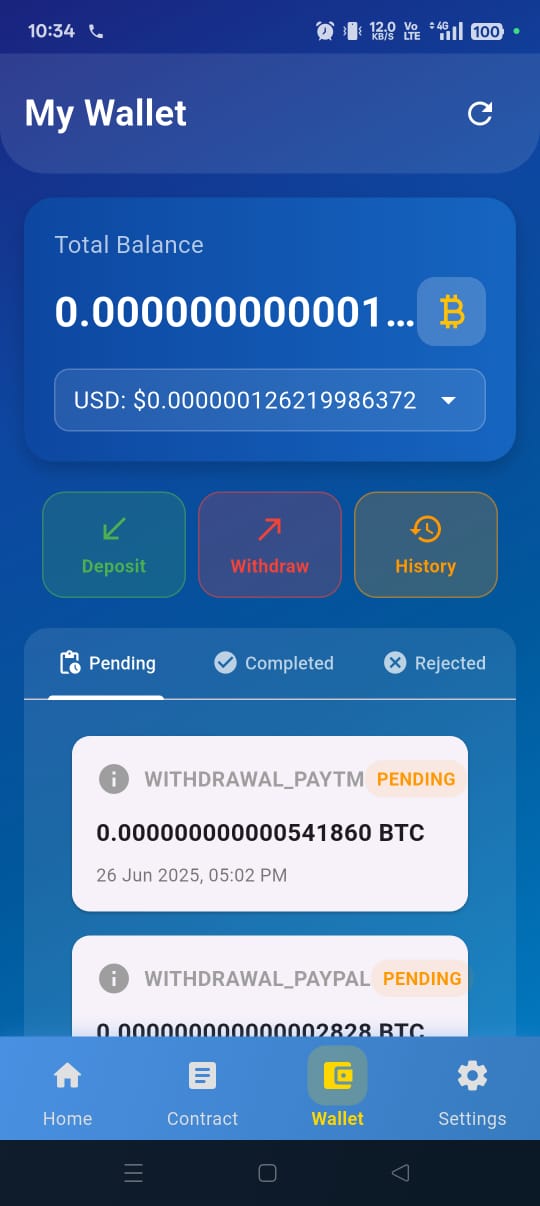 10:34
12.0 KB/S
Vo LTE
4G
100
My Wallet
Total Balance
0.000000000001...
USD: $0.000000126219986372
Deposit
Withdraw
History
Pending
Completed
Rejected
WITHDRAWAL_PAYTM
PENDING
0.000000000000541860 BTC
26 Jun 2025, 05:02 PM
WITHDRAWAL_PAYPAL
PENDING
0.000000000000002828 BTC
Home
Contract
Wallet
Settings